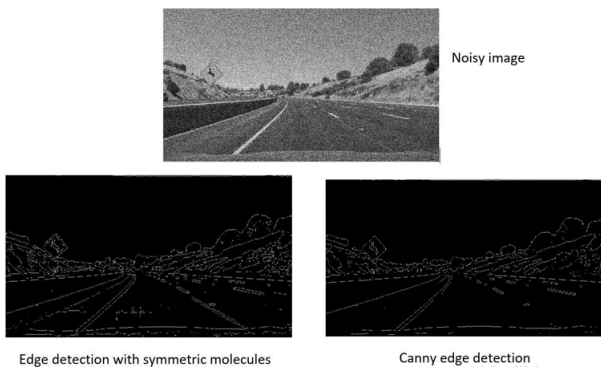 Noisy image
Edge detection with symmetric molecules
Canny edge detection